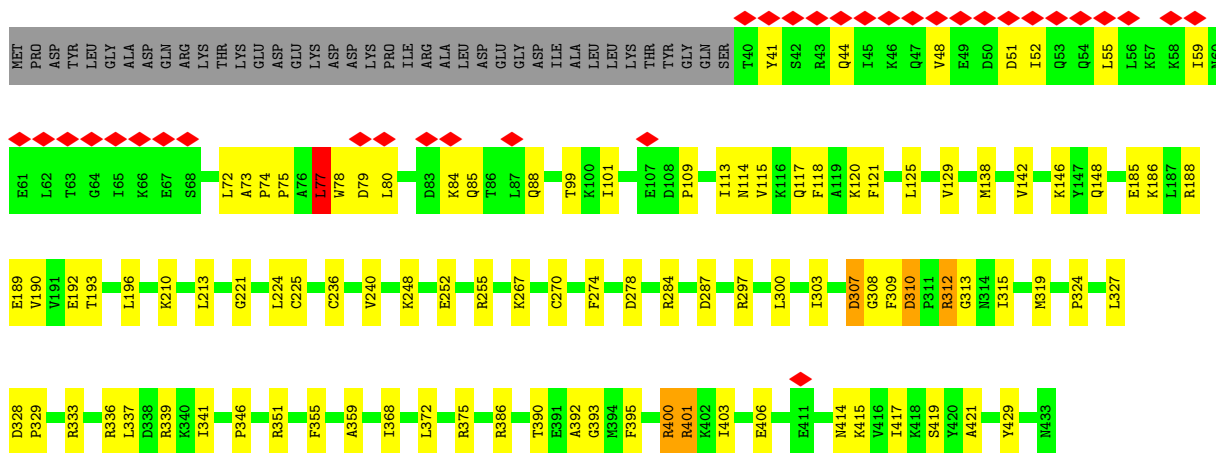 MET PRO ASP TYR LEU GLY ALA ASP GLN ARG LYS THR LYS GLU ASP GLU LYS ASP ASP LYS PRO ILE ARG ALA LEU ASP GLU GLY ASP ILE ALA LEU LEU LYS THR TYR GLY GLN SER T40 Y41 S42 R43 Q44 I45 K46 Q47 V48 E49 D50 D51 I52 Q53 Q54 L55 L56 K57 K58 I59 N60
E61 L62 T63 G64 I65 K66 E67 S68 L72 A73 P74 P75 A76 L77 W78 D79 L80 D83 K84 Q85 T86 L87 Q88 T99 K100 I101 E107 D108 P109 I113 N114 V115 K116 Q117 F118 A119 K120 F121 L125 V129 M138 V142 K146 Y147 Q148 E185 K186 L187 R188
E189 V190 V191 E192 T193 L196 K210 L213 G221 L224 C225 C236 V240 K248 E252 R255 K267 C270 F274 D278 R284 D287 R297 L300 I303 D307 G308 F309 D310 P311 R312 G313 N314 I315 M319 P324 L327
D328 P329 R333 R336 L337 D338 R339 K340 I341 P346 R351 F355 A359 I368 L372 R375 R386 T390 E391 A392 G393 M394 F395 R400 R401 K402 I403 E406 E411 N414 K415 V416 I417 K418 S419 Y420 A421 Y429 N433